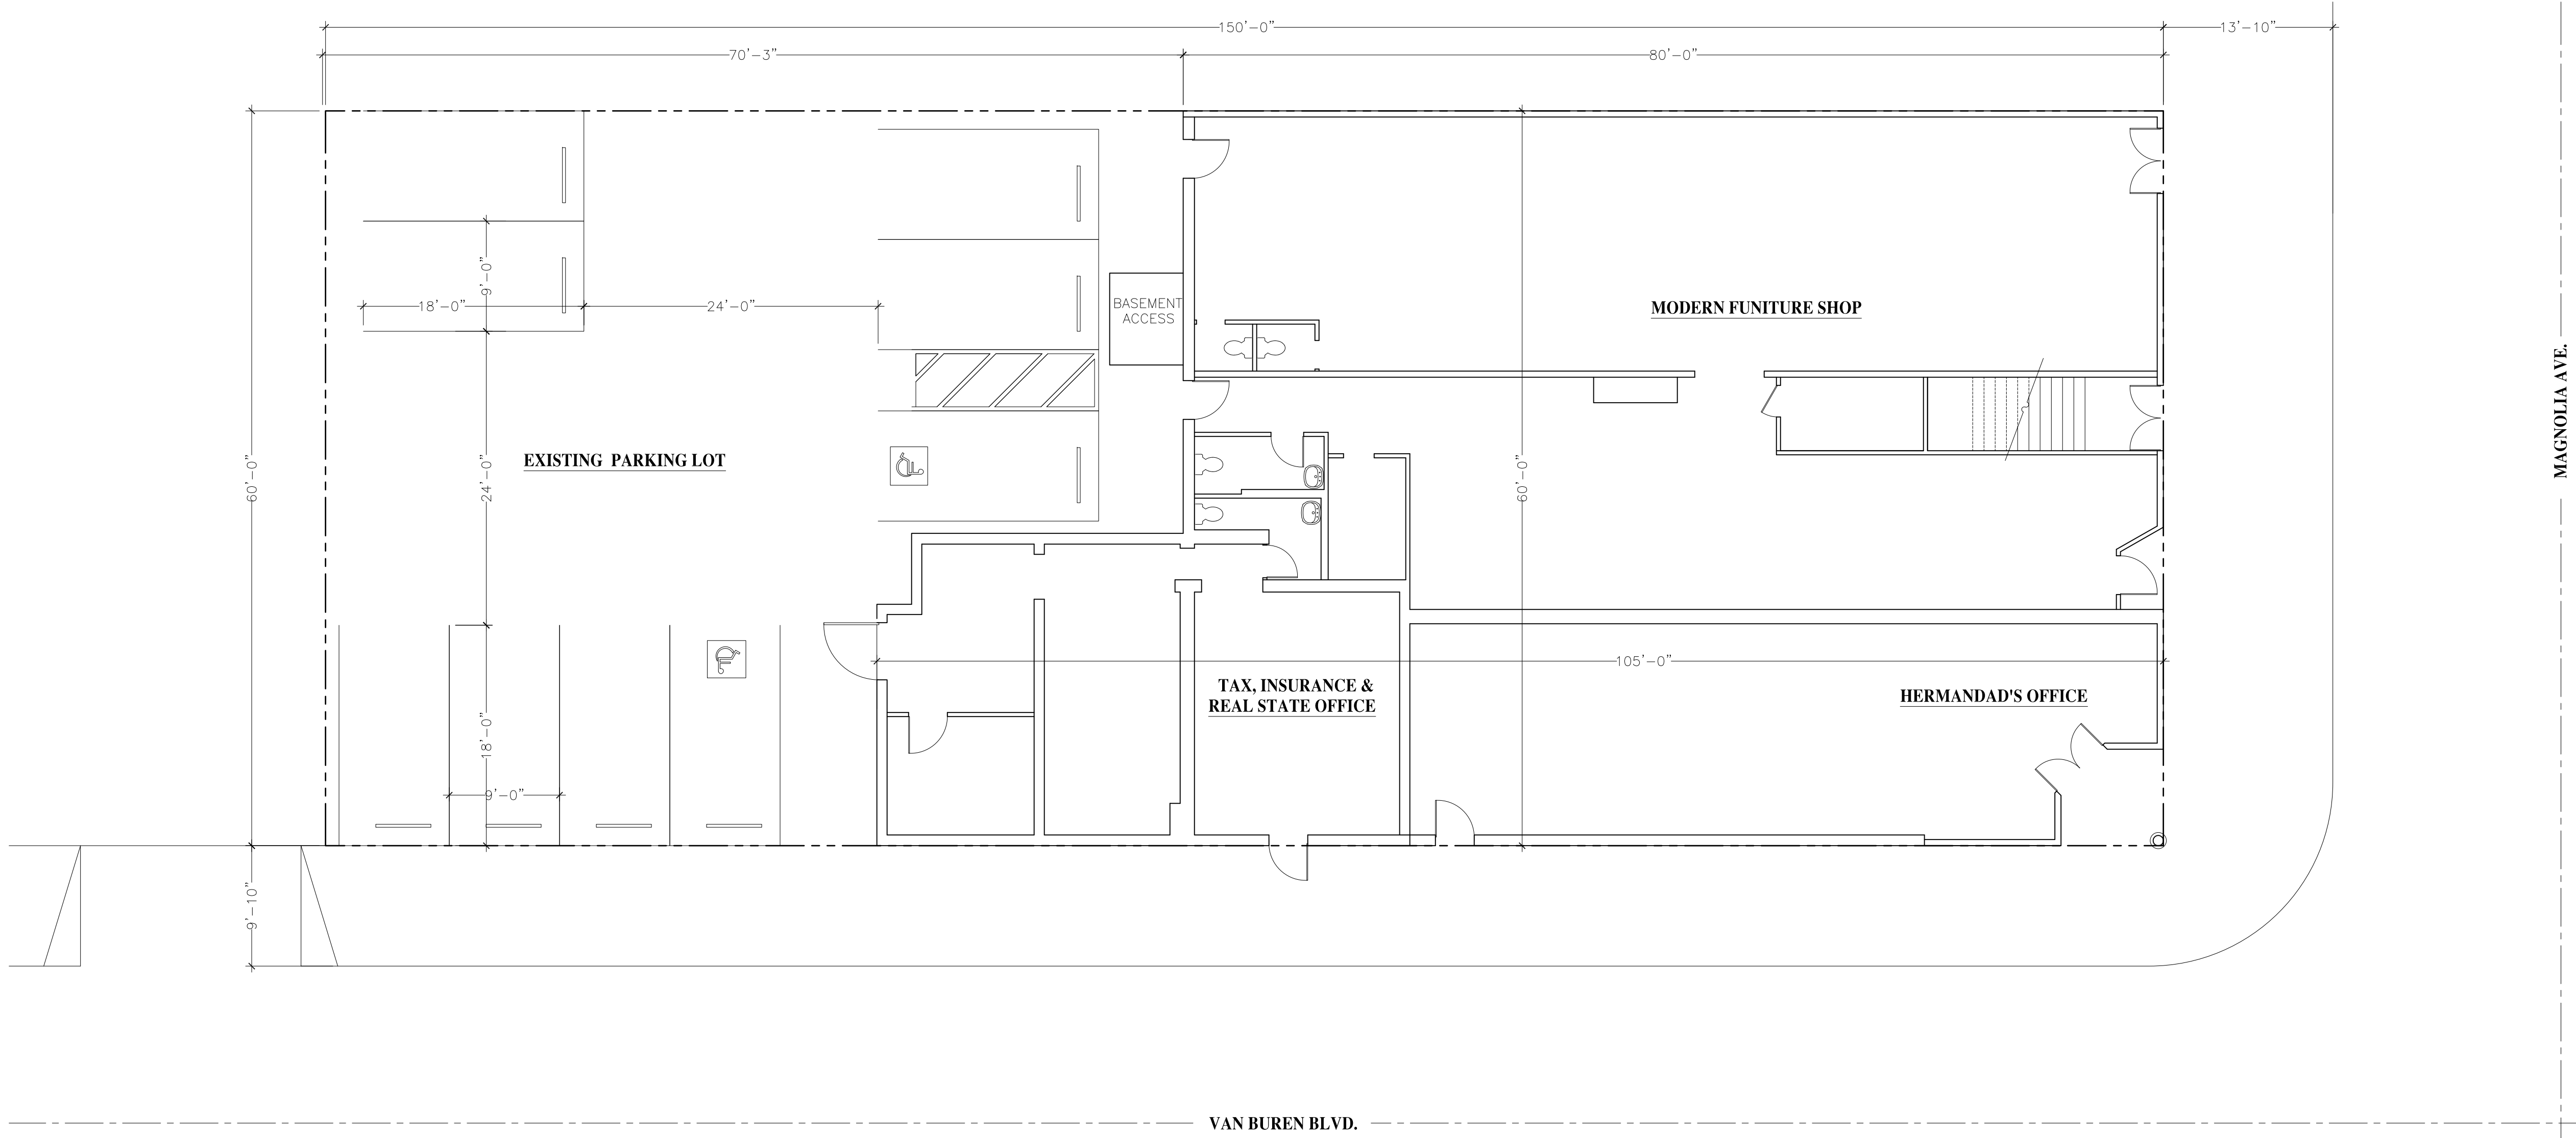 150'-0"
13'-10"
70'-3"
80'-0"
9'-0"
18'-0"
24'-0"
BASEMENT
ACCESS
MODERN FUNITURE SHOP
MAGNOLIA AVE.
EXISTING PARKING LOT
60'-0"
24'-0"
60'-0"
105'-0"
TAX, INSURANCE &
REAL STATE OFFICE
HERMANDAD'S OFFICE
18'-0"
9'-0"
9'-10"
VAN BUREN BLVD.